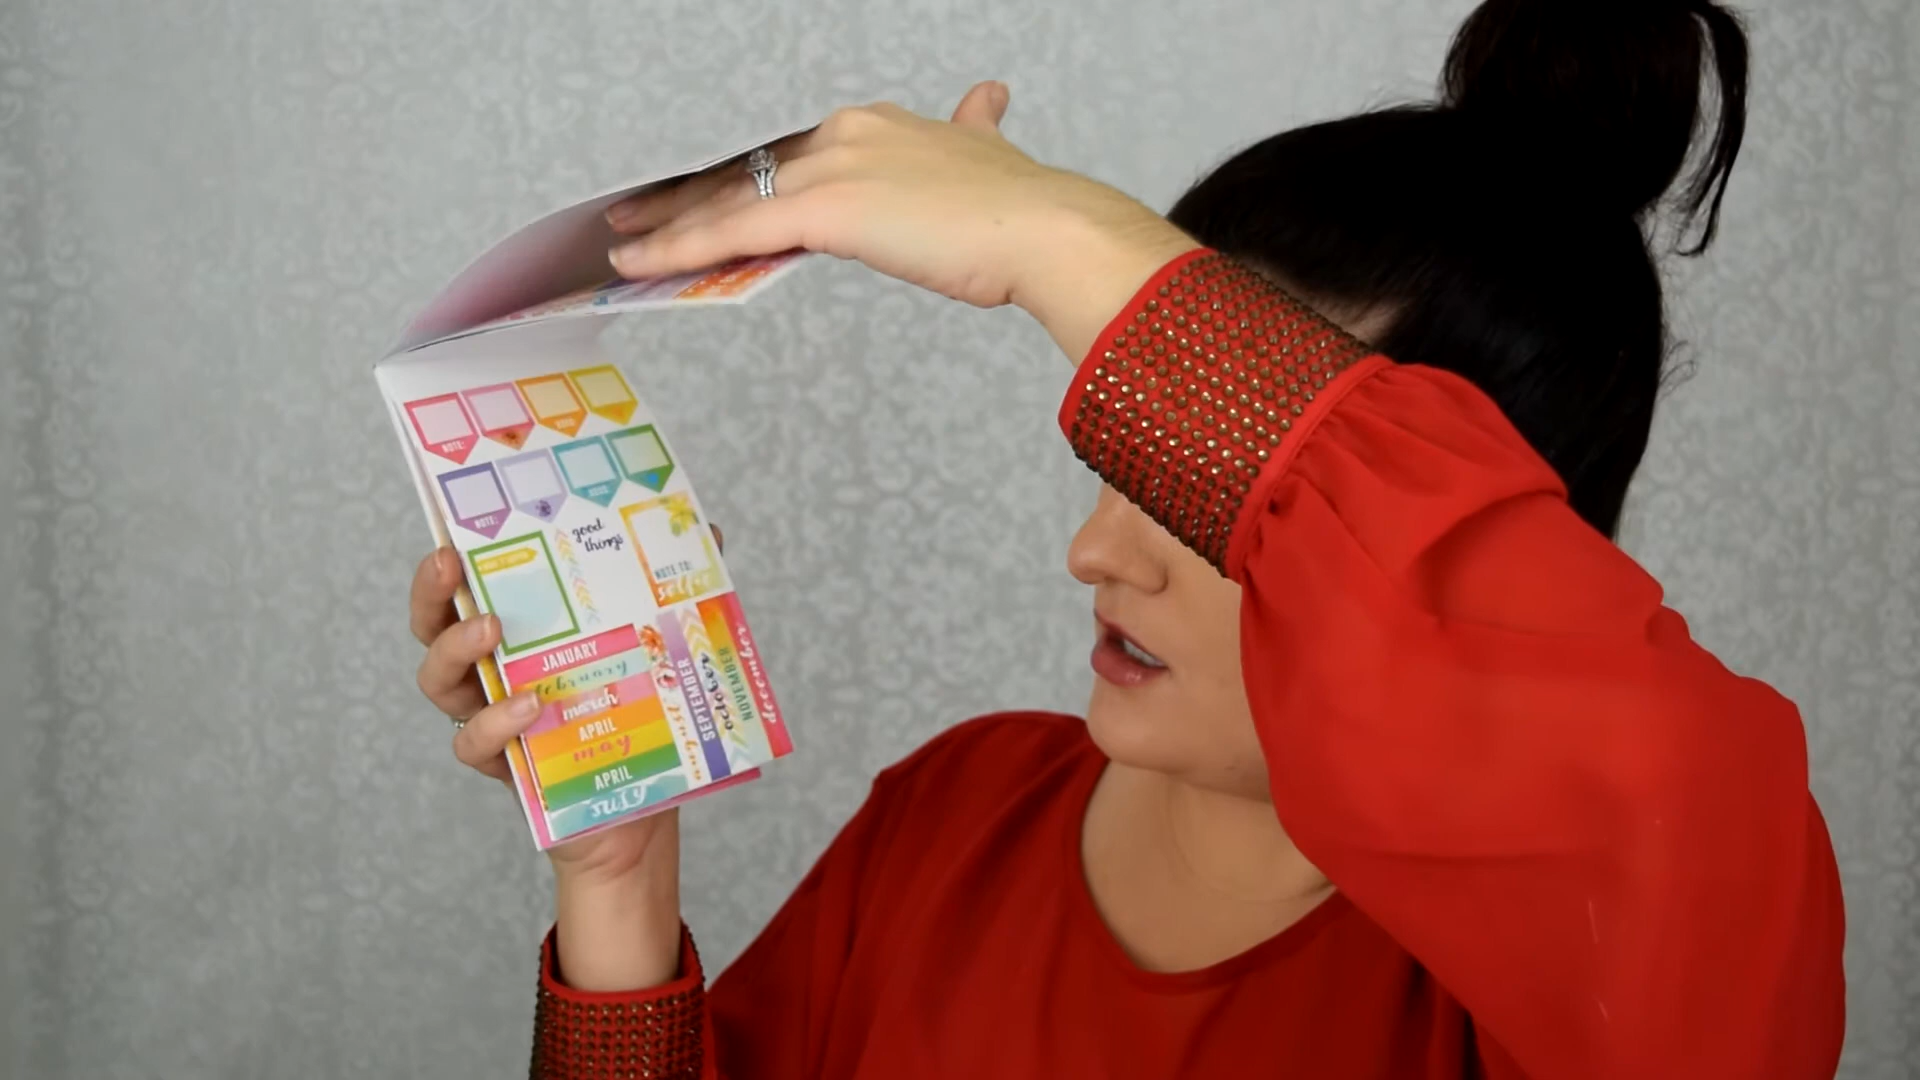 NOTE:
NOTE:
good
things
NOTE TO:
self
JANUARY
february
march
APRIL
may
APRIL
july
august
SEPTEMBER
october
NOVEMBER
december